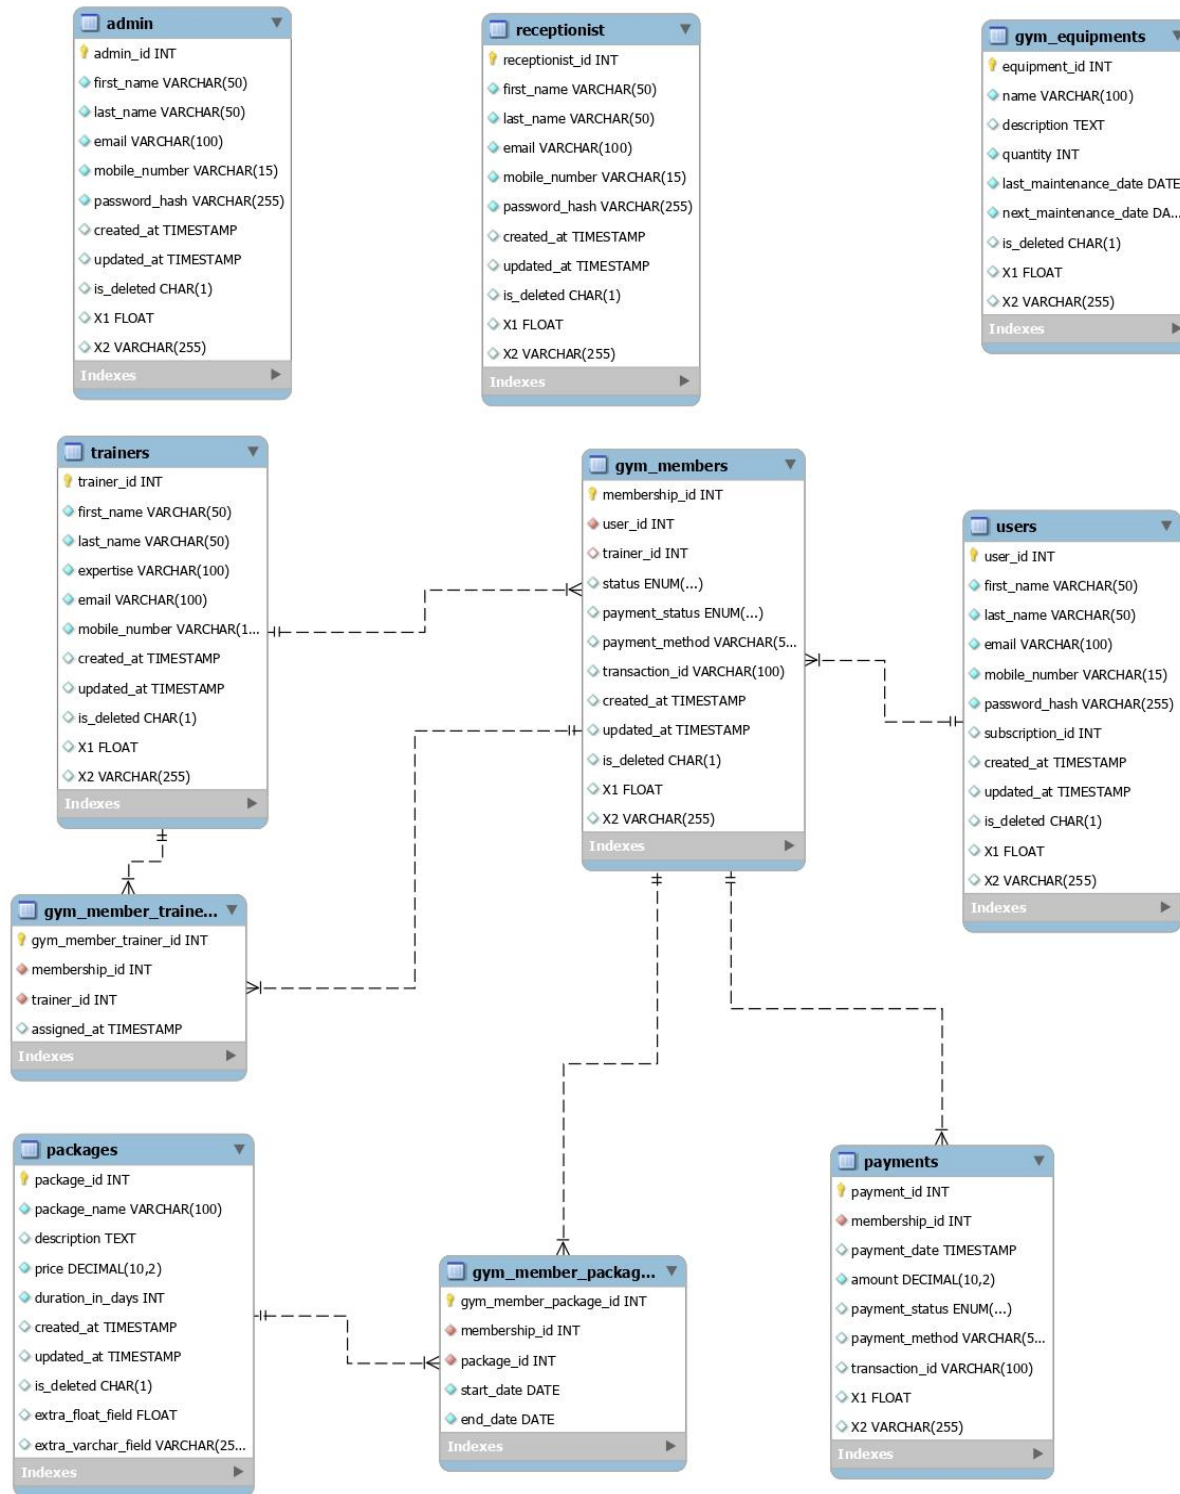 admin
admin_id INT
first_name VARCHAR(50)
last_name VARCHAR(50)
email VARCHAR(100)
mobile_number VARCHAR(15)
password_hash VARCHAR(255)
created_at TIMESTAMP
updated_at TIMESTAMP
is_deleted CHAR(1)
X1 FLOAT
X2 VARCHAR(255)
Indexes
receptionist
receptionist_id INT
first_name VARCHAR(50)
last_name VARCHAR(50)
email VARCHAR(100)
mobile_number VARCHAR(15)
password_hash VARCHAR(255)
created_at TIMESTAMP
updated_at TIMESTAMP
is_deleted CHAR(1)
X1 FLOAT
X2 VARCHAR(255)
Indexes
gym_equipments
equipment_id INT
name VARCHAR(100)
description TEXT
quantity INT
last_maintenance_date DATE
next_maintenance_date DA...
is_deleted CHAR(1)
X1 FLOAT
X2 VARCHAR(255)
Indexes
trainers
trainer_id INT
first_name VARCHAR(50)
last_name VARCHAR(50)
expertise VARCHAR(100)
email VARCHAR(100)
mobile_number VARCHAR(1...
created_at TIMESTAMP
updated_at TIMESTAMP
is_deleted CHAR(1)
X1 FLOAT
X2 VARCHAR(255)
Indexes
gym_members
membership_id INT
user_id INT
trainer_id INT
status ENUM(...)
payment_status ENUM(...)
payment_method VARCHAR(5...
transaction_id VARCHAR(100)
created_at TIMESTAMP
updated_at TIMESTAMP
is_deleted CHAR(1)
X1 FLOAT
X2 VARCHAR(255)
Indexes
users
user_id INT
first_name VARCHAR(50)
last_name VARCHAR(50)
email VARCHAR(100)
mobile_number VARCHAR(15)
password_hash VARCHAR(255)
subscription_id INT
created_at TIMESTAMP
updated_at TIMESTAMP
is_deleted CHAR(1)
X1 FLOAT
X2 VARCHAR(255)
Indexes
gym_member_traine...
gym_member_trainer_id INT
membership_id INT
trainer_id INT
assigned_at TIMESTAMP
Indexes
packages
package_id INT
package_name VARCHAR(100)
description TEXT
price DECIMAL(10,2)
duration_in_days INT
created_at TIMESTAMP
updated_at TIMESTAMP
is_deleted CHAR(1)
extra_float_field FLOAT
extra_varchar_field VARCHAR(25...
Indexes
gym_member_packag...
gym_member_package_id INT
membership_id INT
package_id INT
start_date DATE
end_date DATE
Indexes
payments
payment_id INT
membership_id INT
payment_date TIMESTAMP
amount DECIMAL(10,2)
payment_status ENUM(...)
payment_method VARCHAR(5...
transaction_id VARCHAR(100)
X1 FLOAT
X2 VARCHAR(255)
Indexes